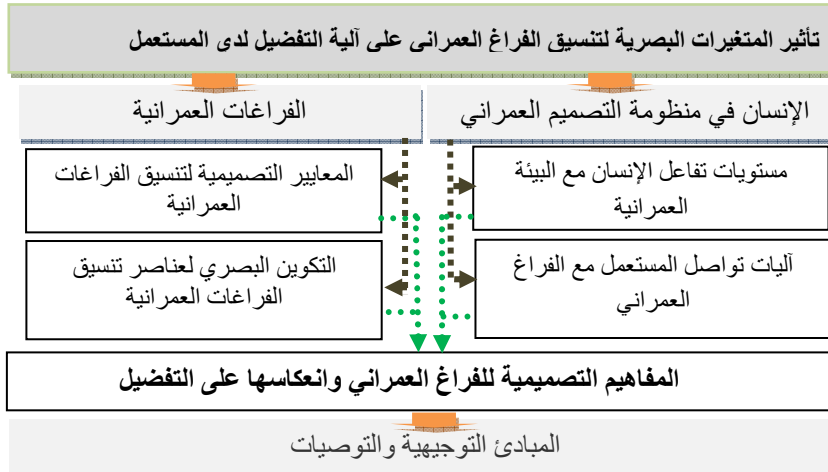 تأثير المتغيرات البصرية لتنسيق الفراغ العمرانى على آلية التفضيل لدى المستعمل
الإنسان في منظومة التصميم العمراني
الفراغات العمرانية
مستويات تفاعل الإنسان مع البيئة
العمرانية
المعايير التصميمية لتنسيق الفراغات
العمرانية
آليات تواصل المستعمل مع الفراغ
العمراني
التكوين البصري لعناصر تنسيق
الفراغات العمرانية
المفاهيم التصميمية للفراغ العمراني وانعكاسها على التفضيل
المبادئ التوجيهية والتوصيات